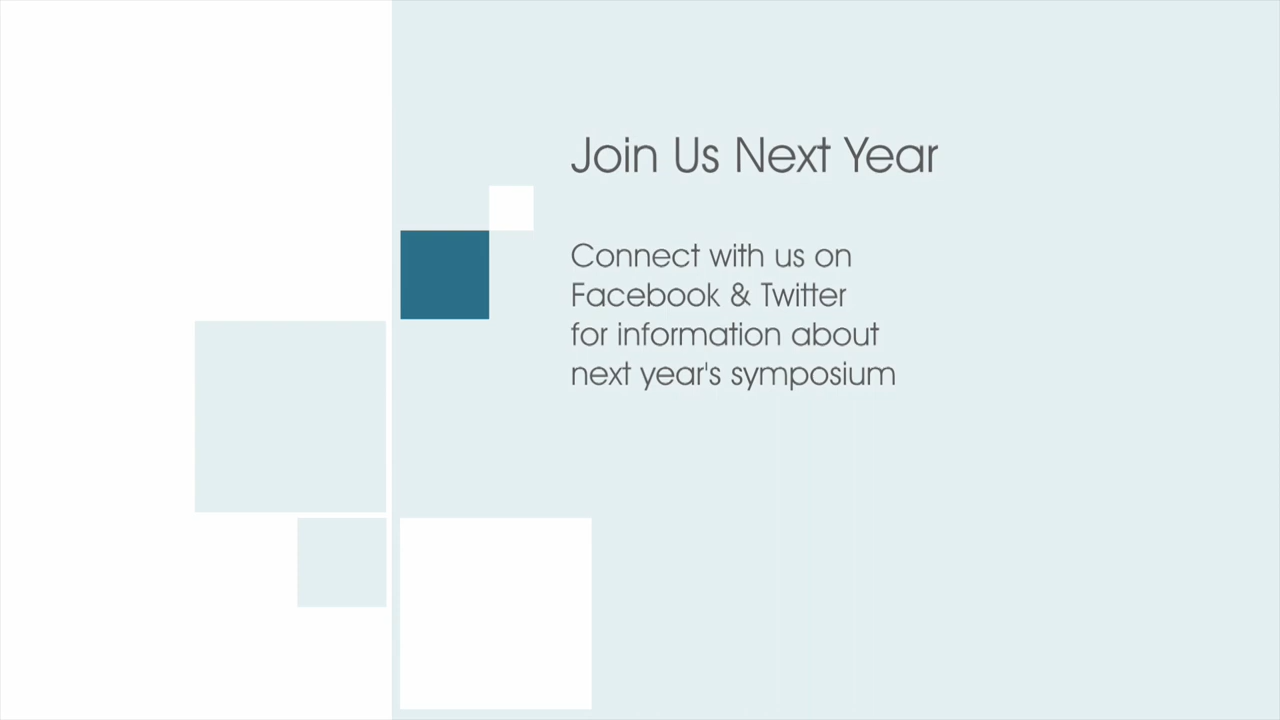 Join Us Next Year
Connect with us on
Facebook & Twitter
for information about
next year's symposium